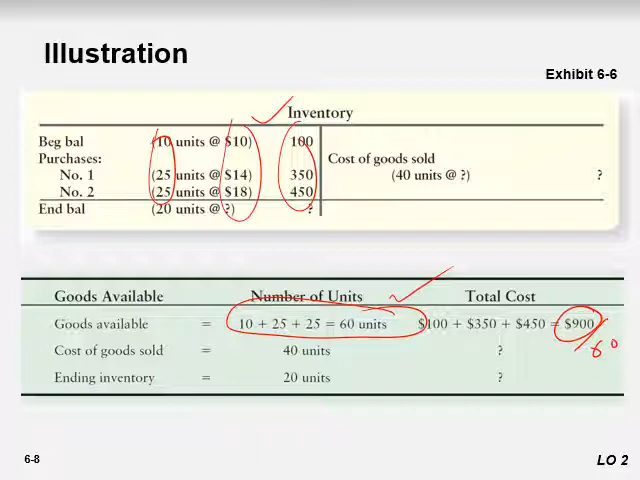 Illustration
Exhibit 6-6
Inventory
Beg bal (10 units @ $10) 100
Purchases: Cost of goods sold
No. 1 (25 units @ $14) 350 (40 units @ ?) ?
No. 2 (25 units @ $18) 450
End bal (20 units @ ?) ?
Goods Available Number of Units Total Cost
Goods available = 10 + 25 + 25 = 60 units $100 + $350 + $450 = $900
60
Cost of goods sold = 40 units ?
Ending inventory = 20 units ?
6-8 LO 2